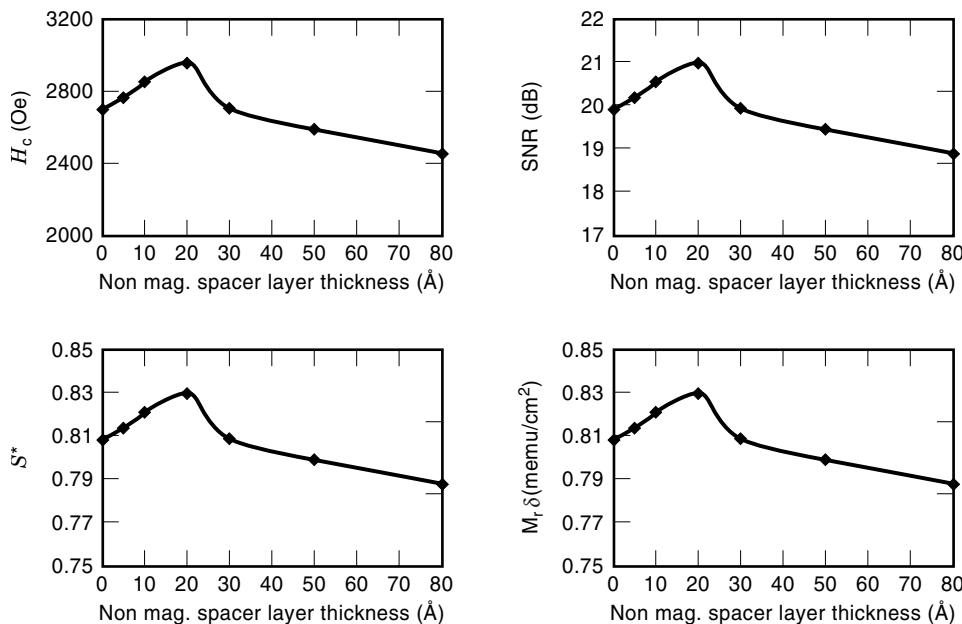 3200
2800
2400
2000
H_c (Oe)
0 10 20 30 40 50 60 70 80
Non mag. spacer layer thickness (Å)
22
21
20
19
18
17
SNR (dB)
0 10 20 30 40 50 60 70 80
Non mag. spacer layer thickness (Å)
0.85
0.83
0.81
0.79
0.77
0.75
S*
0 10 20 30 40 50 60 70 80
Non mag. spacer layer thickness (Å)
0.85
0.83
0.81
0.79
0.77
0.75
M_r δ(memu/cm²)
0 10 20 30 40 50 60 70 80
Non mag. spacer layer thickness (Å)